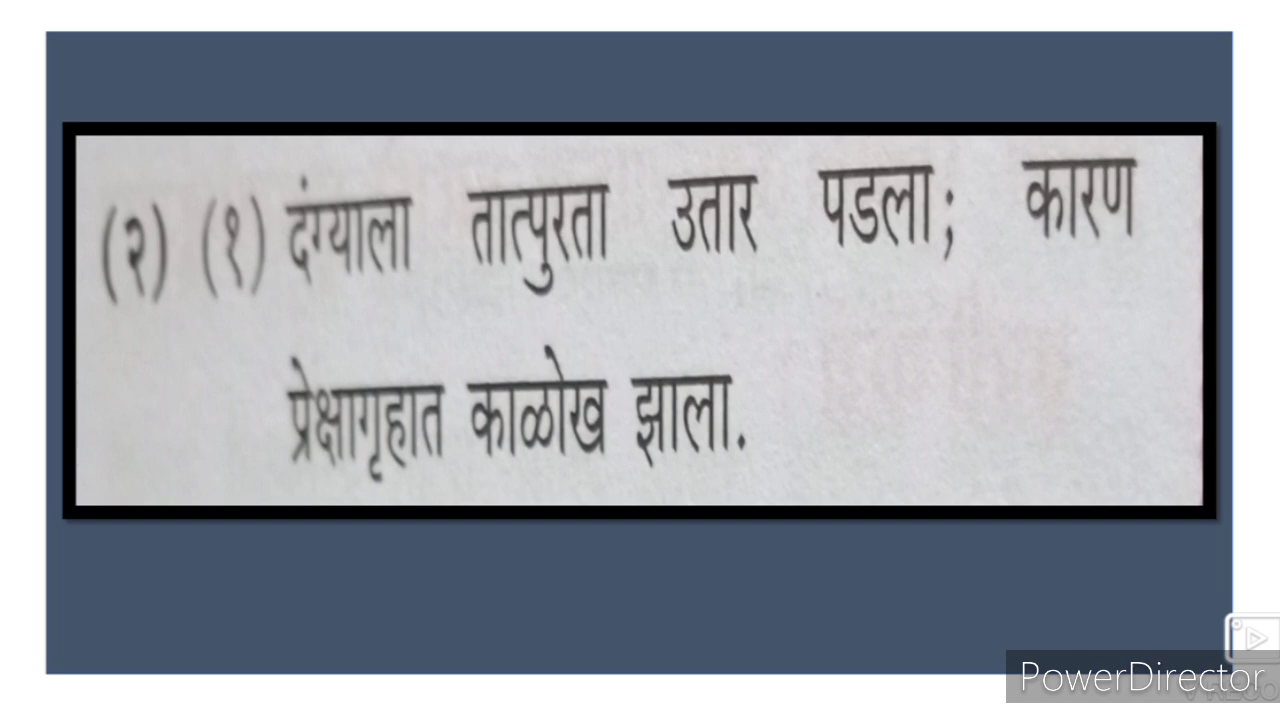 (२) (१) दंग्याला तात्पुरता उतार पडला; कारण
प्रेक्षागृहात काळोख झाला.
PowerDirector